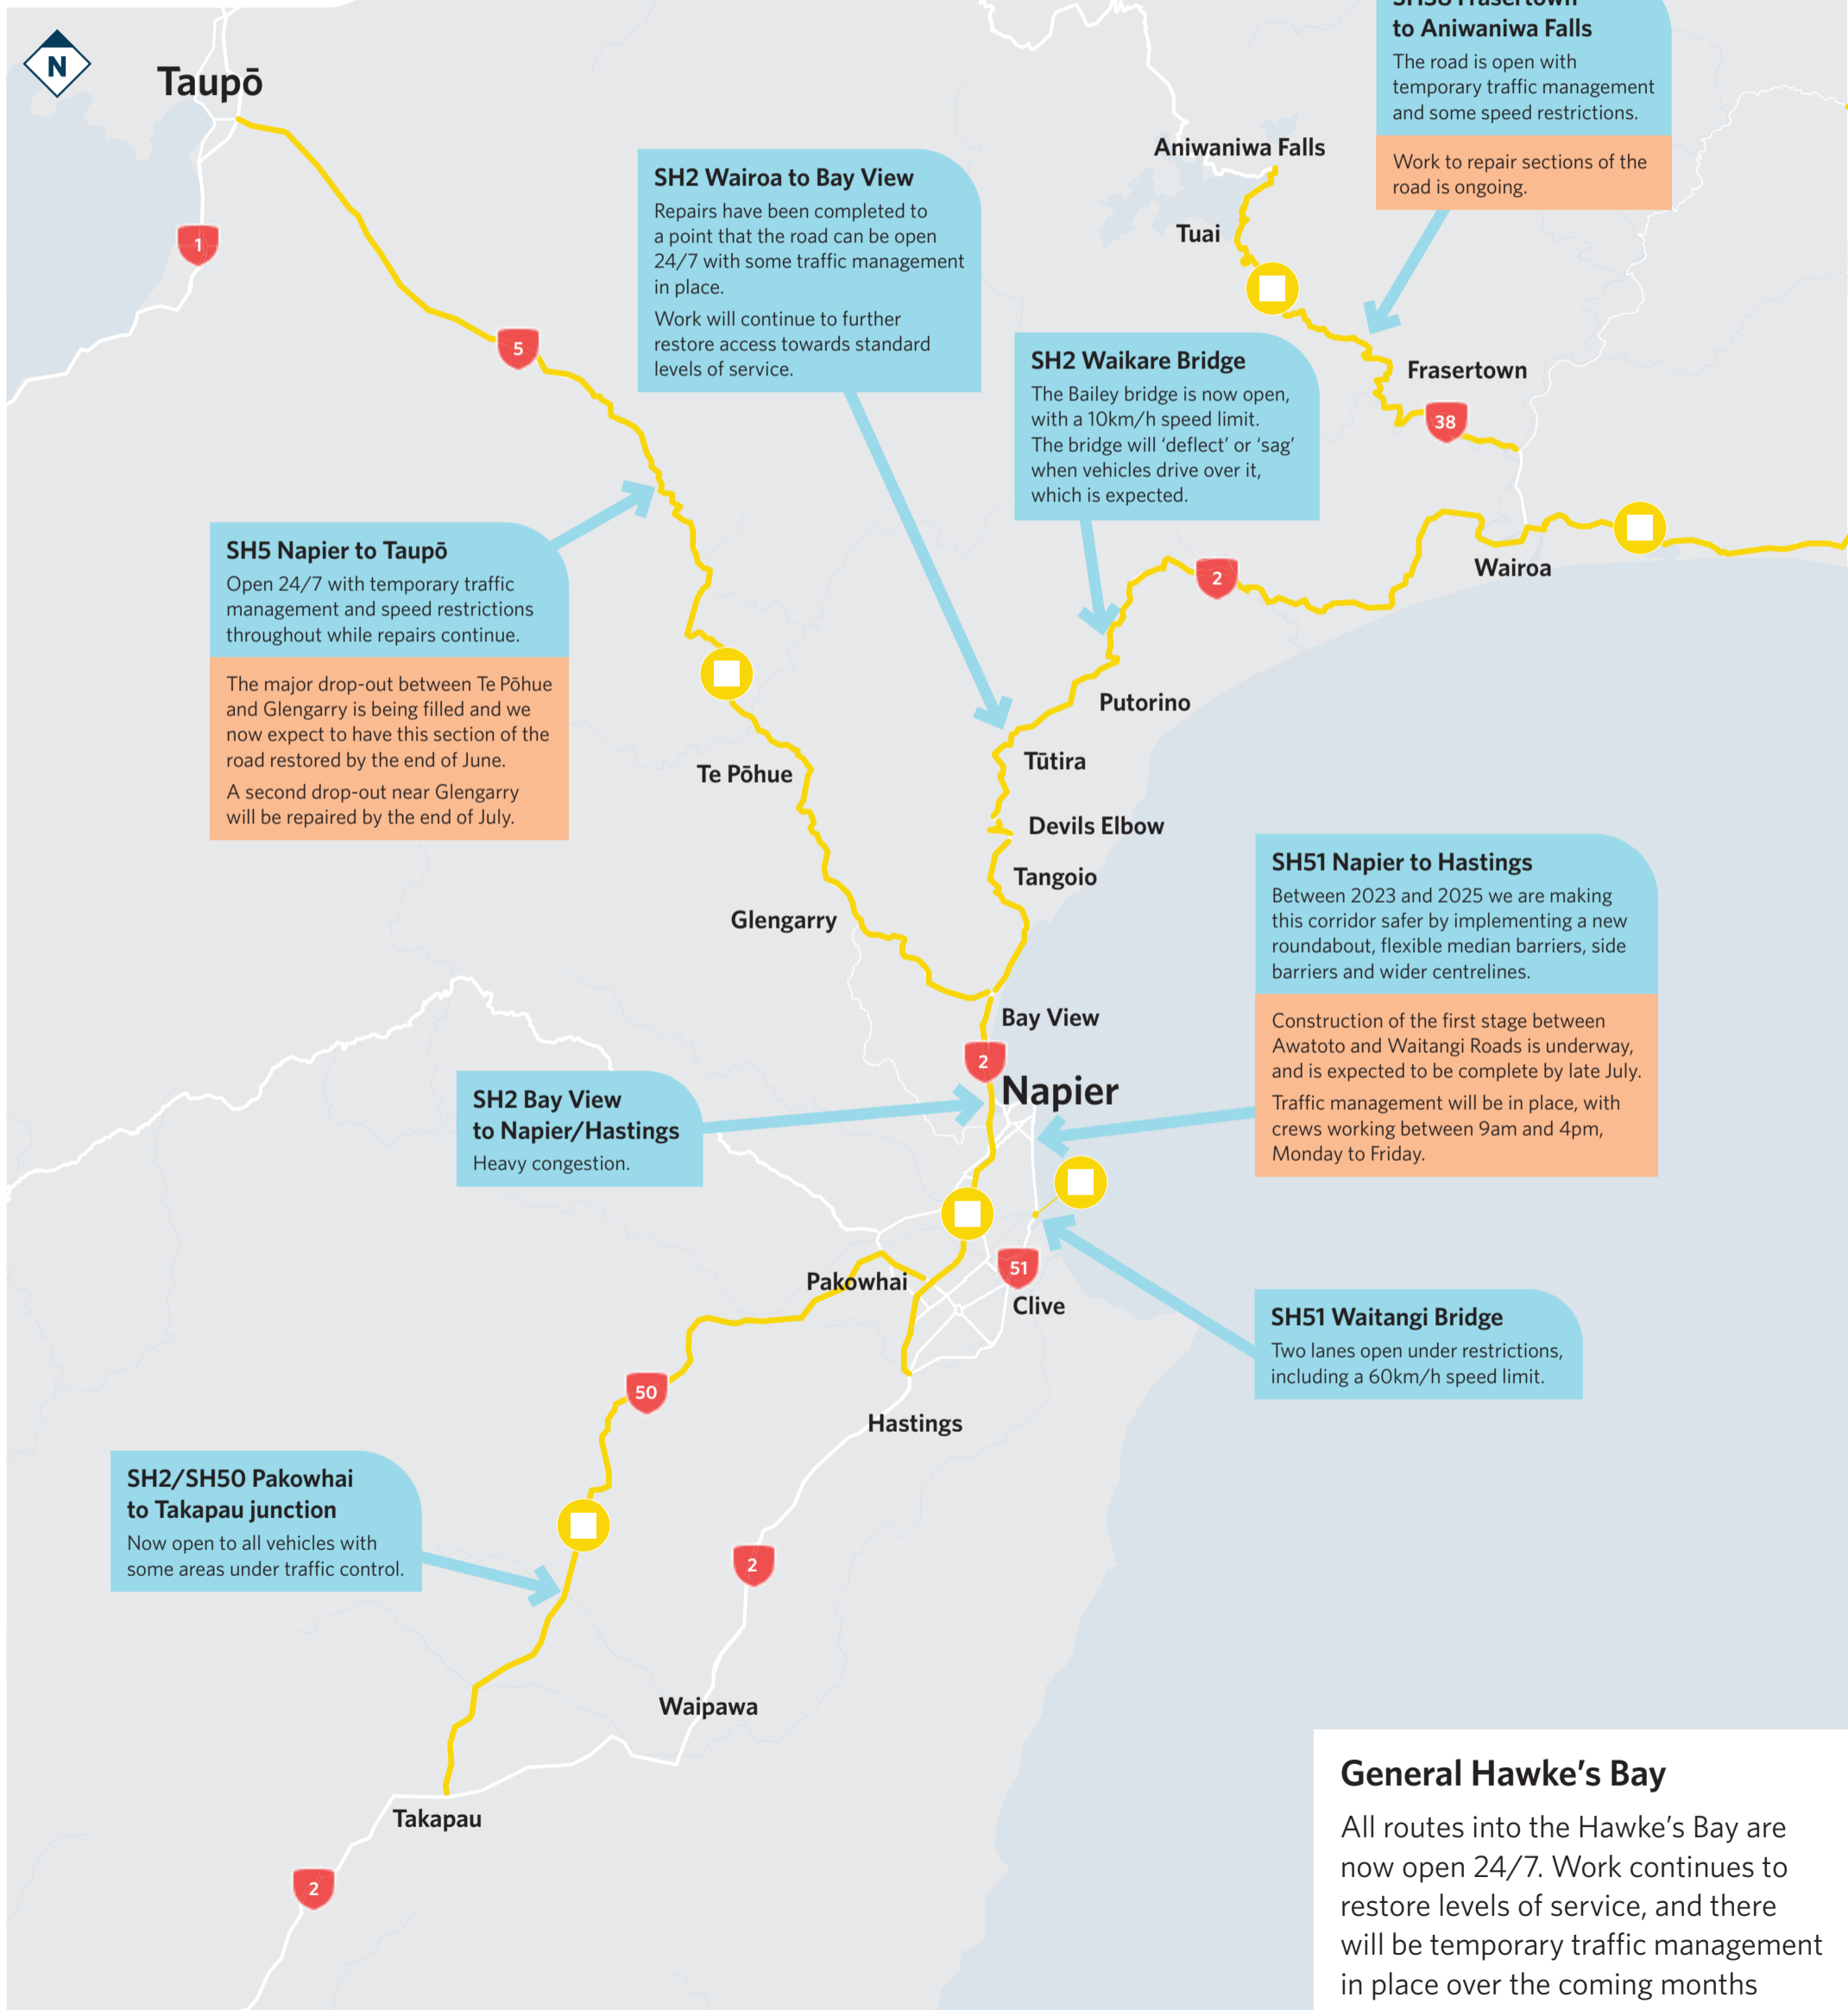 N
Taupō
1
5
SH38 Frasertown
to Aniwaniwa Falls
The road is open with
temporary traffic management
and some speed restrictions.
Work to repair sections of the
road is ongoing.
Aniwaniwa Falls
Tuai
Frasertown
38
SH2 Wairoa to Bay View
Repairs have been completed to
a point that the road can be open
24/7 with some traffic management
in place.
Work will continue to further
restore access towards standard
levels of service.
SH2 Waikare Bridge
The Bailey bridge is now open,
with a 10km/h speed limit.
The bridge will ‘deflect’ or ‘sag’
when vehicles drive over it,
which is expected.
Wairoa
2
SH5 Napier to Taupō
Open 24/7 with temporary traffic
management and speed restrictions
throughout while repairs continue.
The major drop-out between Te Pōhue
and Glengarry is being filled and we
now expect to have this section of the
road restored by the end of June.
A second drop-out near Glengarry
will be repaired by the end of July.
Putorino
Tūtira
Te Pōhue
Devils Elbow
Tangoio
Glengarry
Bay View
2
Napier
SH51 Napier to Hastings
Between 2023 and 2025 we are making
this corridor safer by implementing a new
roundabout, flexible median barriers, side
barriers and wider centrelines.
Construction of the first stage between
Awatoto and Waitangi Roads is underway,
and is expected to be complete by late July.
Traffic management will be in place, with
crews working between 9am and 4pm,
Monday to Friday.
SH2 Bay View
to Napier/Hastings
Heavy congestion.
Pakowhai
51
Clive
SH51 Waitangi Bridge
Two lanes open under restrictions,
including a 60km/h speed limit.
50
Hastings
SH2/SH50 Pakowhai
to Takapau junction
Now open to all vehicles with
some areas under traffic control.
2
Waipawa
Takapau
2
General Hawke’s Bay
All routes into the Hawke’s Bay are
now open 24/7. Work continues to
restore levels of service, and there
will be temporary traffic management
in place over the coming months